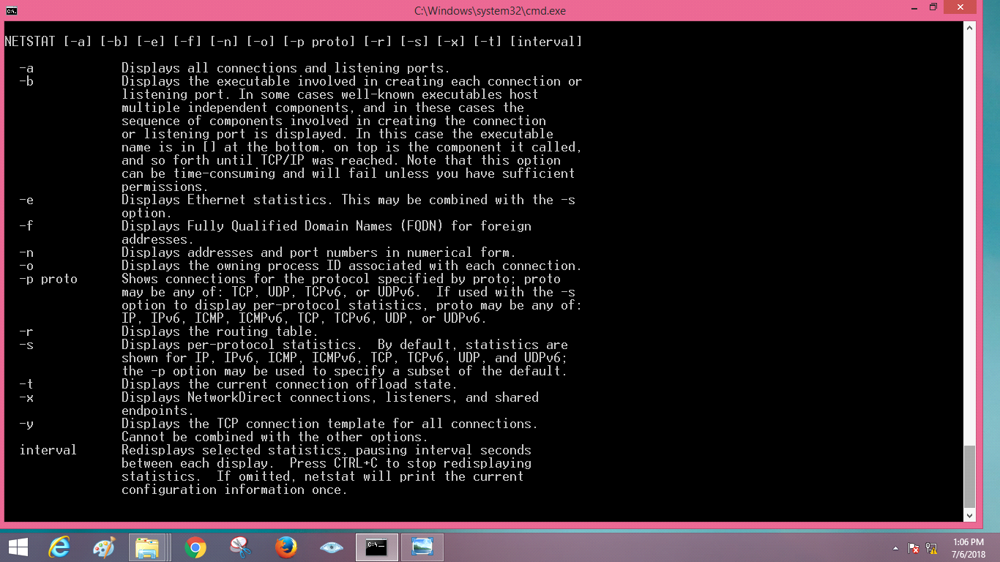 C:\Windows\system32\cmd.exe
NETSTAT [-a] [-b] [-e] [-f] [-n] [-o] [-p proto] [-r] [-s] [-x] [-t] [interval]
-a Displays all connections and listening ports.
-b Displays the executable involved in creating each connection or
listening port. In some cases well-known executables host
multiple independent components, and in these cases the
sequence of components involved in creating the connection
or listening port is displayed. In this case the executable
name is in [] at the bottom, on top is the component it called,
and so forth until TCP/IP was reached. Note that this option
can be time-consuming and will fail unless you have sufficient
permissions.
-e Displays Ethernet statistics. This may be combined with the -s
option.
-f Displays Fully Qualified Domain Names (FQDN) for foreign
addresses.
-n Displays addresses and port numbers in numerical form.
-o Displays the owning process ID associated with each connection.
-p proto Shows connections for the protocol specified by proto; proto
may be any of: TCP, UDP, TCPv6, or UDPv6.  If used with the -s
option to display per-protocol statistics, proto may be any of:
IP, IPv6, ICMP, ICMPv6, TCP, TCPv6, UDP, or UDPv6.
-r Displays the routing table.
-s Displays per-protocol statistics.  By default, statistics are
shown for IP, IPv6, ICMP, ICMPv6, TCP, TCPv6, UDP, and UDPv6;
the -p option may be used to specify a subset of the default.
-t Displays the current connection offload state.
-x Displays NetworkDirect connections, listeners, and shared
endpoints.
-y Displays the TCP connection template for all connections.
Cannot be combined with the other options.
interval Redisplays selected statistics, pausing interval seconds
between each display.  Press CTRL+C to stop redisplaying
statistics.  If omitted, netstat will print the current
configuration information once.
1:06 PM
7/6/2018